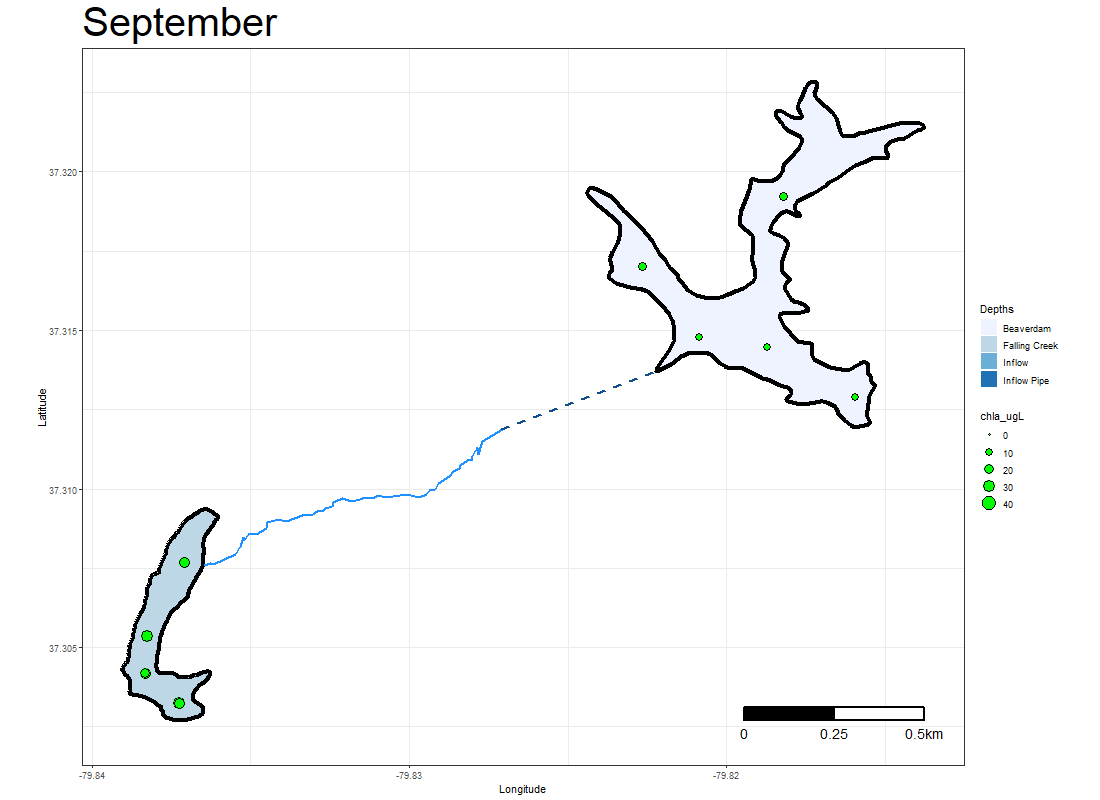 September
37.320
37.315
37.310
37.305
Latitude
-79.84
-79.83
-79.82
Longitude
0
0.25
0.5km
Depths
Beaverdam
Falling Creek
Inflow
Inflow Pipe
chla_ugL
0
10
20
30
40